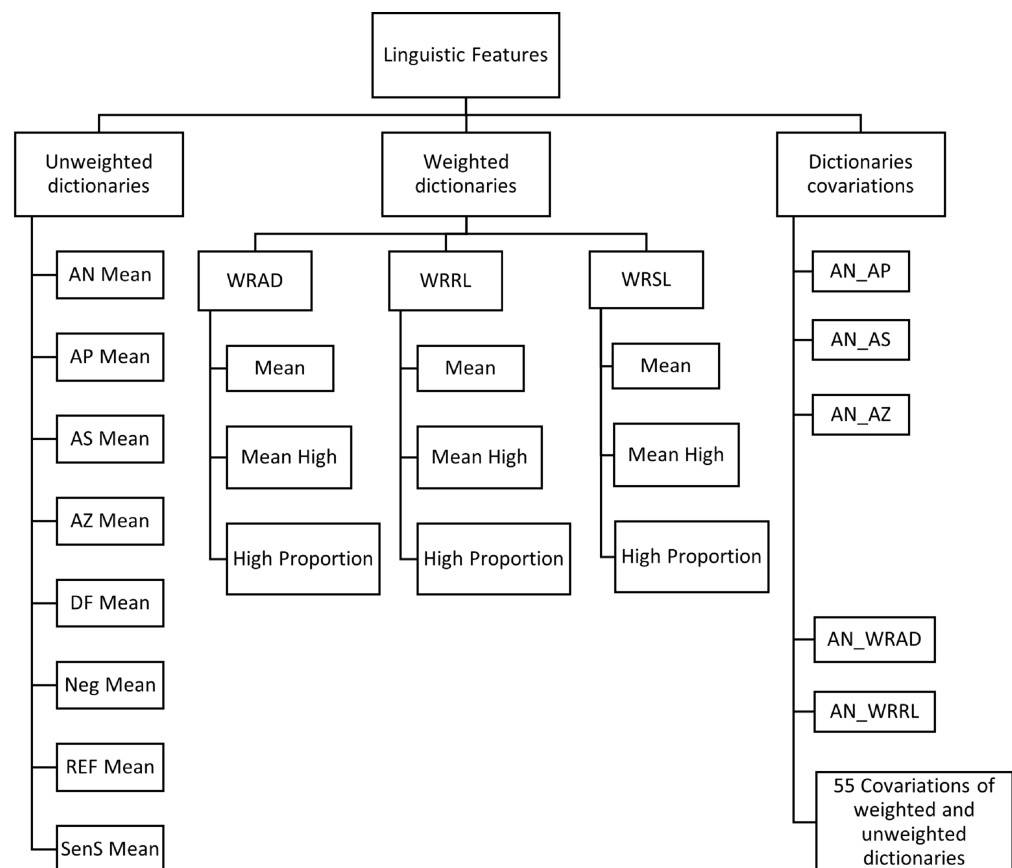 Linguistic Features
Unweighted
dictionaries
AN Mean
AP Mean
AS Mean
AZ Mean
DF Mean
Neg Mean
REF Mean
SenS Mean
Weighted
dictionaries
WRAD
Mean
Mean High
High Proportion
WRRL
Mean
Mean High
High Proportion
WRSL
Mean
Mean High
High Proportion
Dictionaries
covariations
AN_AP
AN_AS
AN_AZ
AN_WRAD
AN_WRRL
55 Covariations of
weighted and
unweighted
dictionaries